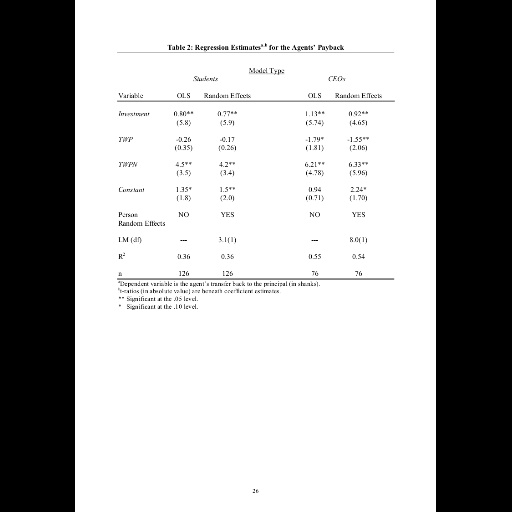 Table 2: Regression Estimatesᵃ,ᵇ for the Agents' Payback
Model Type
Students CEOs
Variable OLS Random Effects OLS Random Effects
Investment 0.80** 0.77** 1.13** 0.92**
(5.8) (5.9) (5.74) (4.65)
TWP -0.26 -0.17 -1.79* -1.55**
(0.35) (0.26) (1.81) (2.06)
TWPN 4.5** 4.2** 6.21** 6.33**
(3.5) (3.4) (4.78) (5.96)
Constant 1.35* 1.5** 0.94 2.24*
(1.8) (2.0) (0.71) (1.70)
Person NO YES NO YES
Random Effects
LM (df) --- 3.1(1) --- 8.0(1)
R² 0.36 0.36 0.55 0.54
n 126 126 76 76
ᵃDependent variable is the agent's transfer back to the principal (in shanks).
ᵇt-ratios (in absolute value) are beneath coefficient estimates.
** Significant at the .05 level.
* Significant at the .10 level.
26